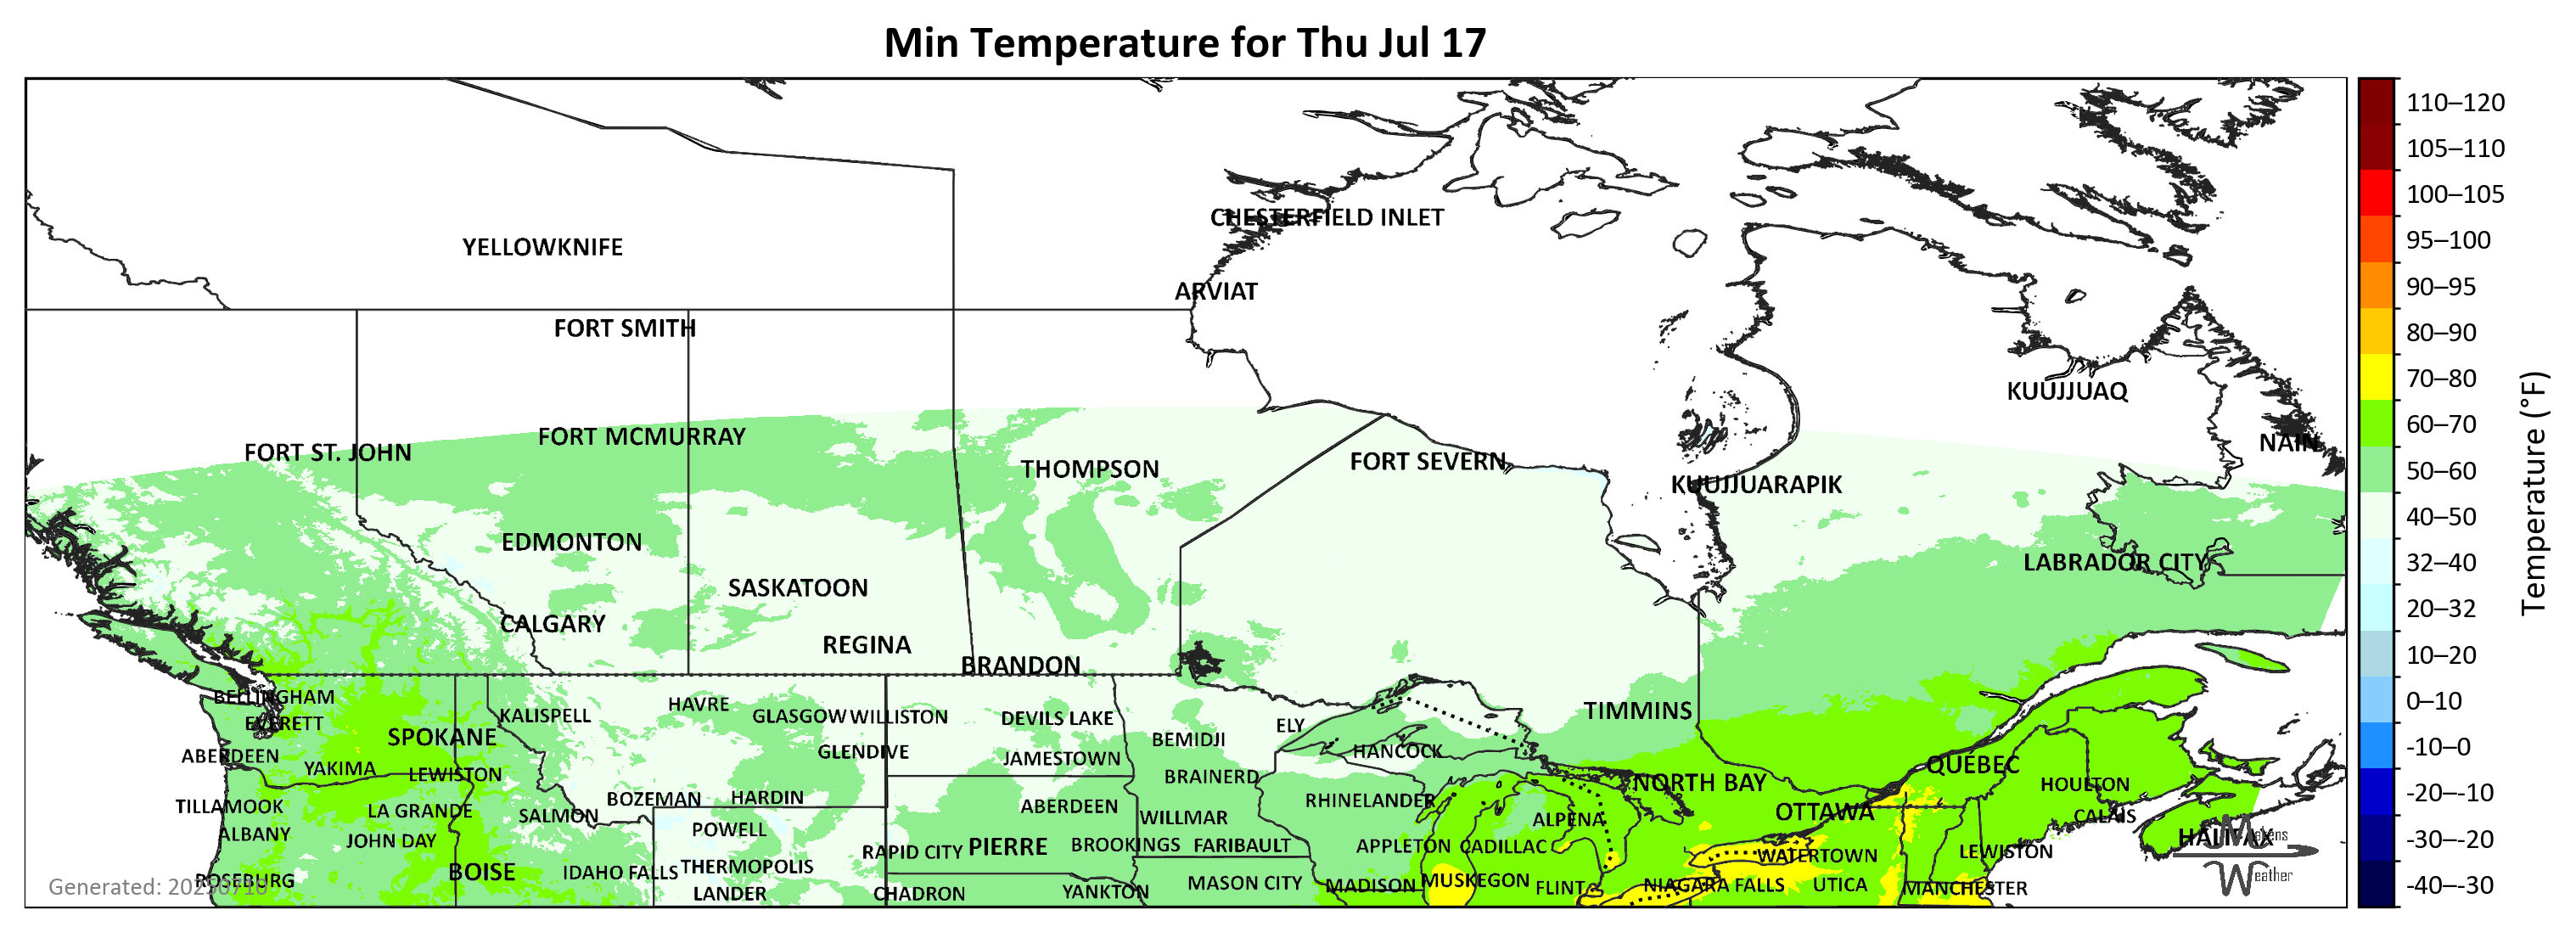 Min Temperature for Thu Jul 17
CHESTERFIELD INLET
YELLOWKNIFE
ARVIAT
FORT SMITH
KUUJJUAQ
FORT MCMURRAY
NAIN
FORT ST. JOHN
FORT SEVERN
THOMPSON
KUUJJUARAPIK
EDMONTON
LABRADOR CITY
SASKATOON
CALGARY
REGINA
BRANDON
BELLINGHAM
HAVRE
TIMMINS
KALISPELL
GLASGOW
WILLISTON
DEVILS LAKE
EVERETT
ELY
SPOKANE
BEMIDJI
GLENDIVE
HANCOCK
ABERDEEN
JAMESTOWN
QUÉBEC
YAKIMA
LEWISTON
BRAINERD
NORTH BAY
HOULTON
BOZEMAN
HARDIN
RHINELANDER
TILLAMOOK
ABERDEEN
LA GRANDE
OTTAWA
SALMON
CALAIS
WILLMAR
ALPENA
POWELL
ALBANY
HALIFAX
JOHN DAY
BROOKINGS
FARIBAULT
APPLETON
CADILLAC
PIERRE
RAPID CITY
LEWISTON
WATERTOWN
THERMOPOLIS
BOISE
IDAHO FALLS
ROSEBURG
MUSKEGON
MASON CITY
MADISON
FLINT
NIAGARA FALLS
UTICA
MANCHESTER
LANDER
CHADRON
YANKTON
Generated: 20250710
Makens
Weather
110–120
105–110
100–105
95–100
90–95
80–90
70–80
60–70
50–60
40–50
32–40
20–32
10–20
0–10
-10–0
-20–-10
-30–-20
-40–-30
Temperature (°F)